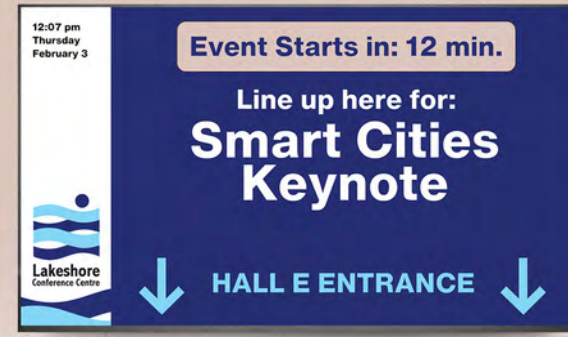 12:07 pm
Thursday
February 3
Event Starts in: 12 min.
Line up here for:
Smart Cities
Keynote
Lakeshore
Conference Centre
HALL E ENTRANCE